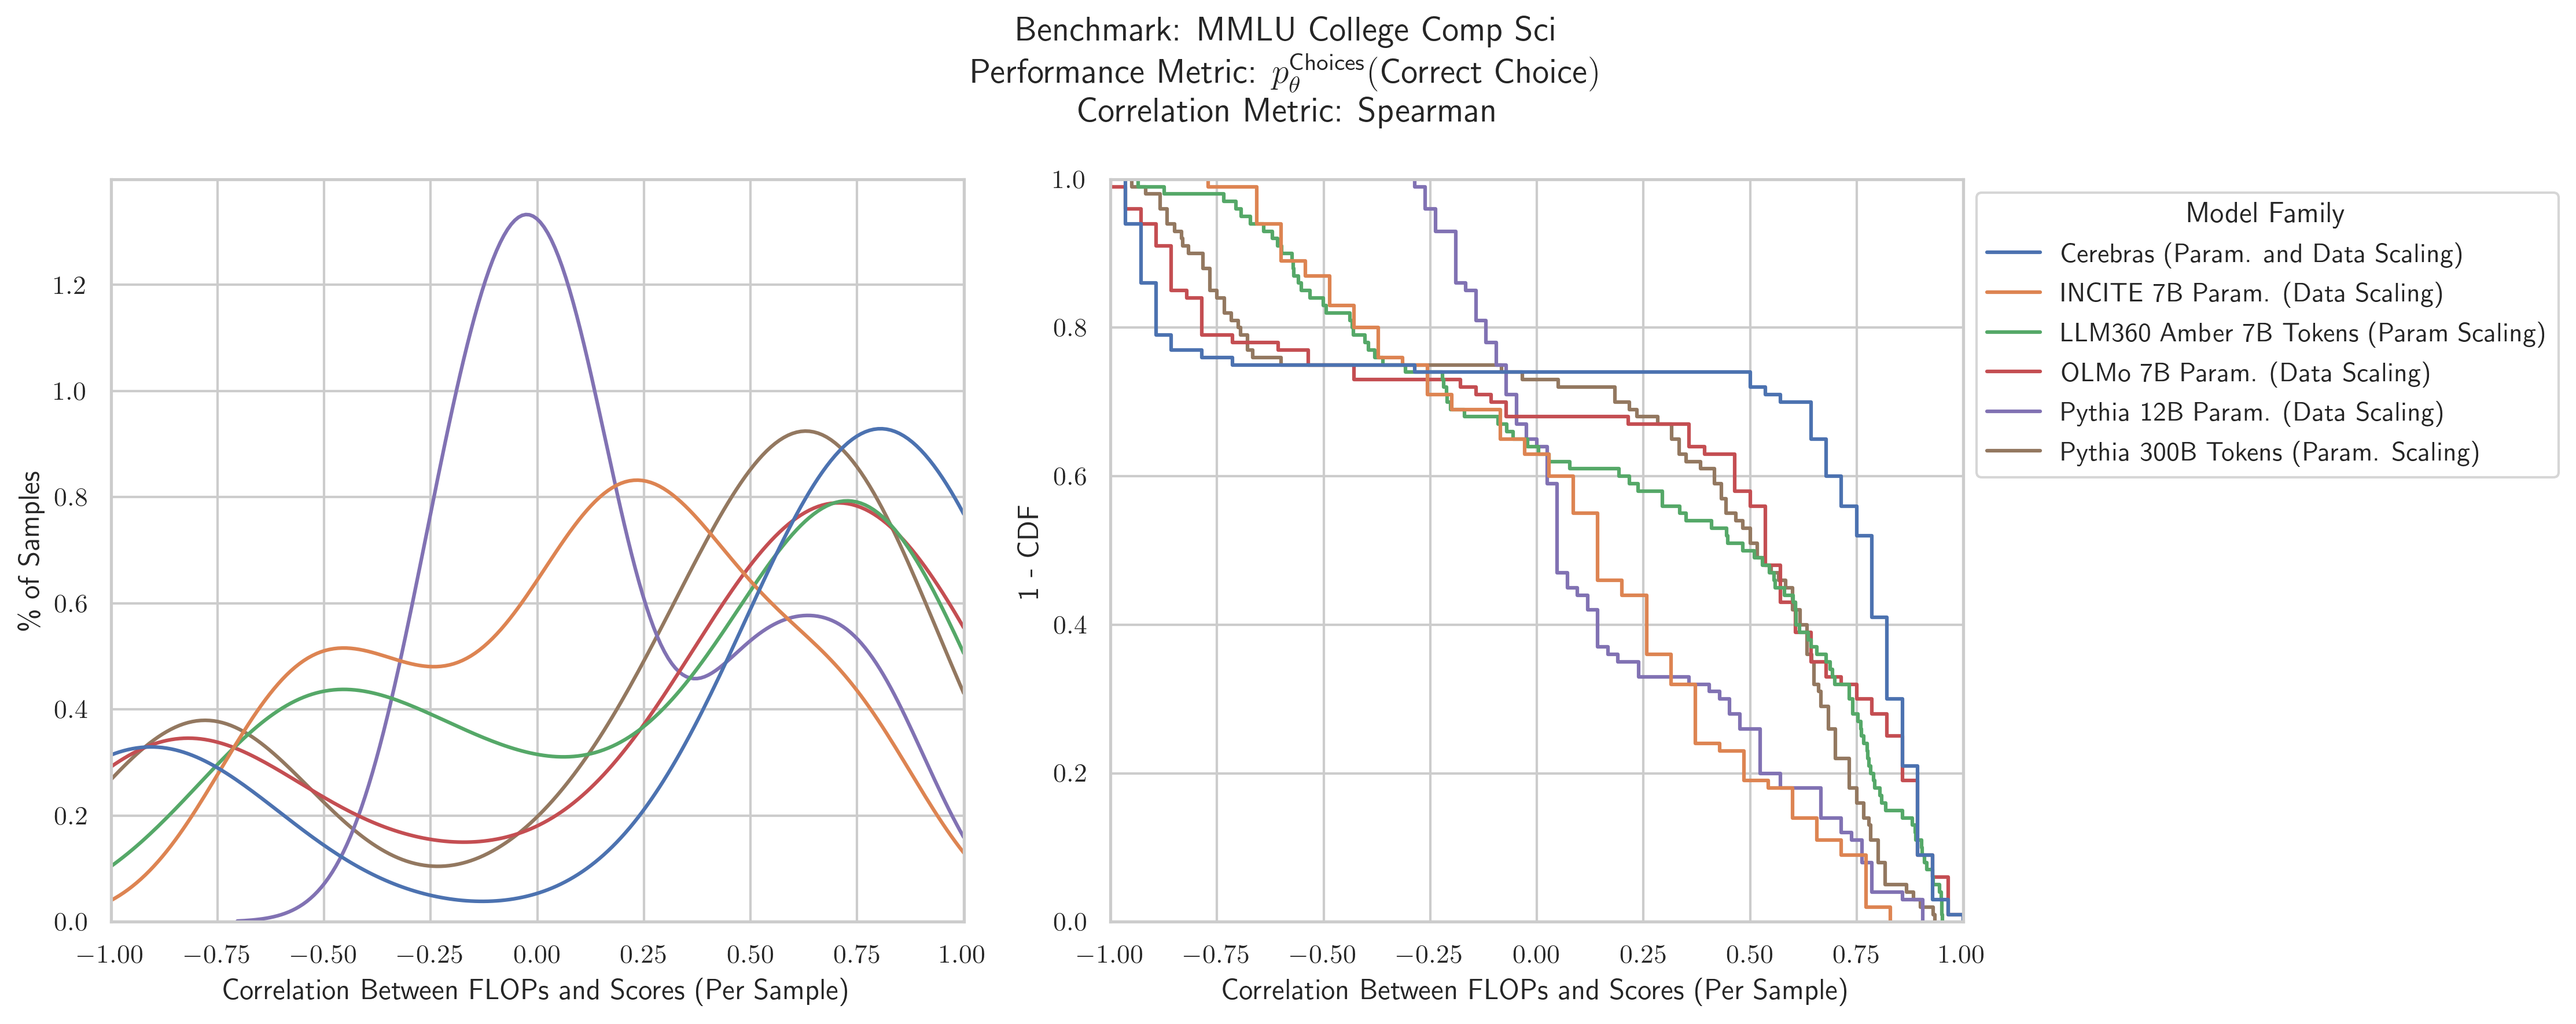 Benchmark: MMLU College Comp Sci
Performance Metric: $p_{\theta}^{\text{Choices}}$(Correct Choice)
Correlation Metric: Spearman
% of Samples
1.2
1.0
0.8
0.6
0.4
0.2
0.0
−1.00 −0.75 −0.50 −0.25 0.00 0.25 0.50 0.75 1.00
Correlation Between FLOPs and Scores (Per Sample)
1 - CDF
1.0
0.8
0.6
0.4
0.2
0.0
−1.00 −0.75 −0.50 −0.25 0.00 0.25 0.50 0.75 1.00
Correlation Between FLOPs and Scores (Per Sample)
Model Family
Cerebras (Param. and Data Scaling)
INCITE 7B Param. (Data Scaling)
LLM360 Amber 7B Tokens (Param Scaling)
OLMo 7B Param. (Data Scaling)
Pythia 12B Param. (Data Scaling)
Pythia 300B Tokens (Param. Scaling)